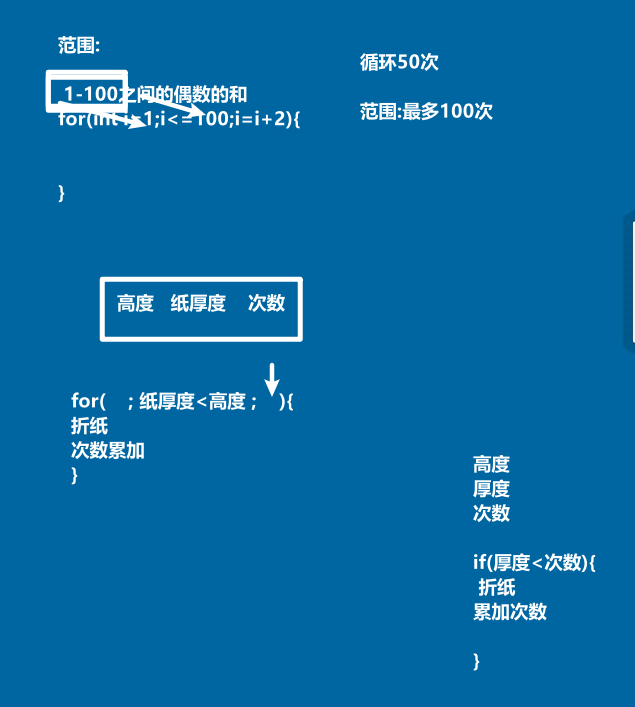 范围:
1-100之间的偶数的和
for(int i=1;i<=100;i=i+2){
}
循环50次
范围:最多100次
高度 纸厚度 次数
for( ; 纸厚度<高度 ; ){
折纸
次数累加
}
高度
厚度
次数
if(厚度<次数){
折纸
累加次数
}